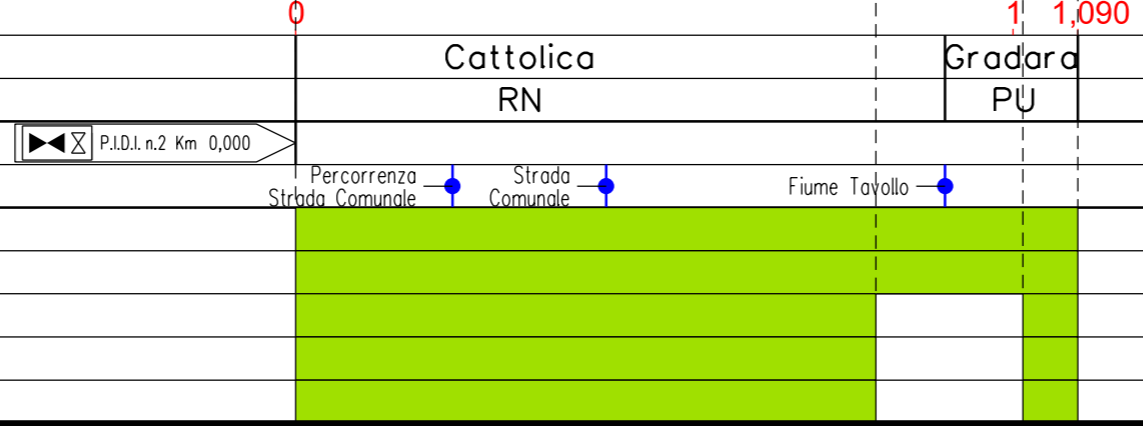 0 1 1,090
Cattolica Gradara
RN PU
P.I.D.I. n.2 Km 0,000
Percorrenza
Strada Comunale
Strada
Comunale
Fiume Tavollo